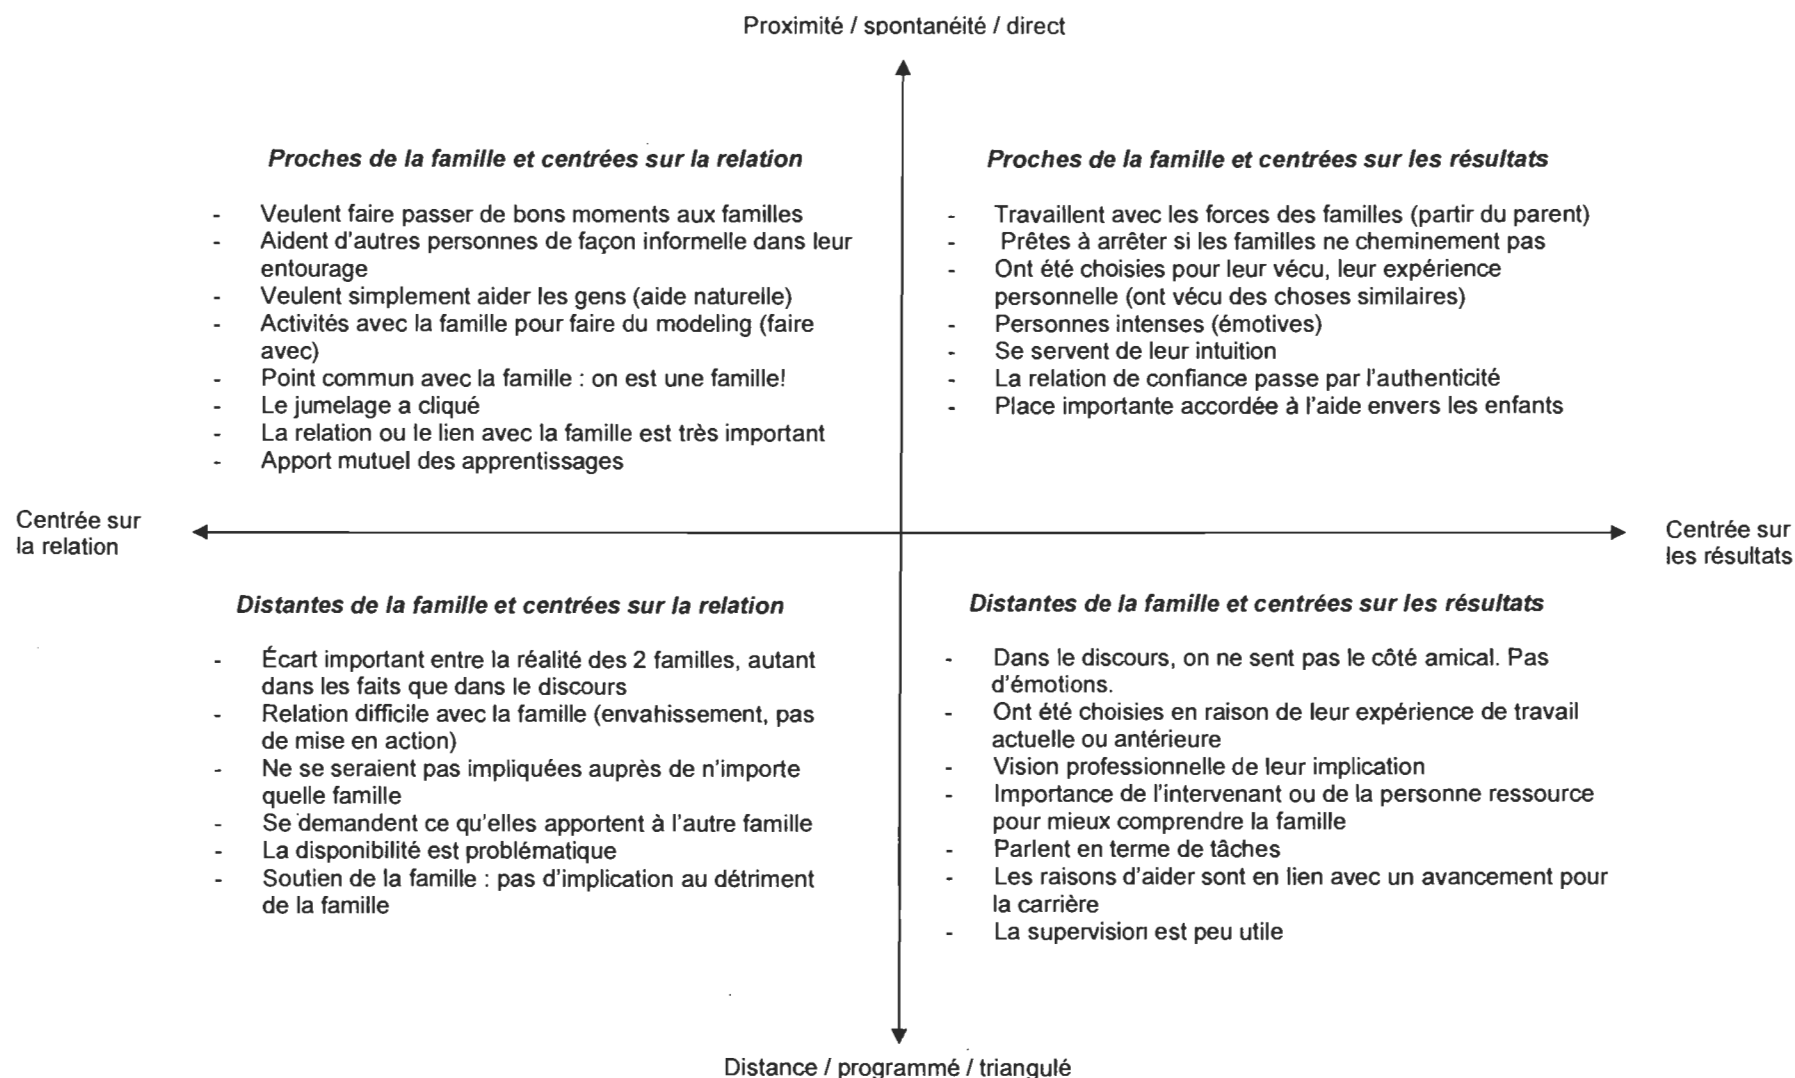 Proximité / spontanéité / direct
Proches de la famille et centrées sur la relation
- Veulent faire passer de bons moments aux familles
- Aident d'autres personnes de façon informelle dans leur
entourage
- Veulent simplement aider les gens (aide naturelle)
- Activités avec la famille pour faire du modeling (faire
avec)
- Point commun avec la famille : on est une famille!
- Le jumelage a cliqué
- La relation ou le lien avec la famille est très important
- Apport mutuel des apprentissages
Proches de la famille et centrées sur les résultats
- Travaillent avec les forces des familles (partir du parent)
- Prêtes à arrêter si les familles ne cheminement pas
- Ont été choisies pour leur vécu, leur expérience
personnelle (ont vécu des choses similaires)
- Personnes intenses (émotives)
- Se servent de leur intuition
- La relation de confiance passe par l'authenticité
- Place importante accordée à l'aide envers les enfants
Centrée sur
la relation
Centrée sur
les résultats
Distantes de la famille et centrées sur la relation
- Écart important entre la réalité des 2 familles, autant
dans les faits que dans le discours
- Relation difficile avec la famille (envahissement, pas
de mise en action)
- Ne se seraient pas impliquées auprès de n'importe
quelle famille
- Se demandent ce qu'elles apportent à l'autre famille
- La disponibilité est problématique
- Soutien de la famille : pas d'implication au détriment
de la famille
Distantes de la famille et centrées sur les résultats
- Dans le discours, on ne sent pas le côté amical. Pas
d'émotions.
- Ont été choisies en raison de leur expérience de travail
actuelle ou antérieure
- Vision professionnelle de leur implication
- Importance de l'intervenant ou de la personne ressource
pour mieux comprendre la famille
- Parlent en terme de tâches
- Les raisons d'aider sont en lien avec un avancement pour
la carrière
- La supervision est peu utile
Distance / programmé / triangulé